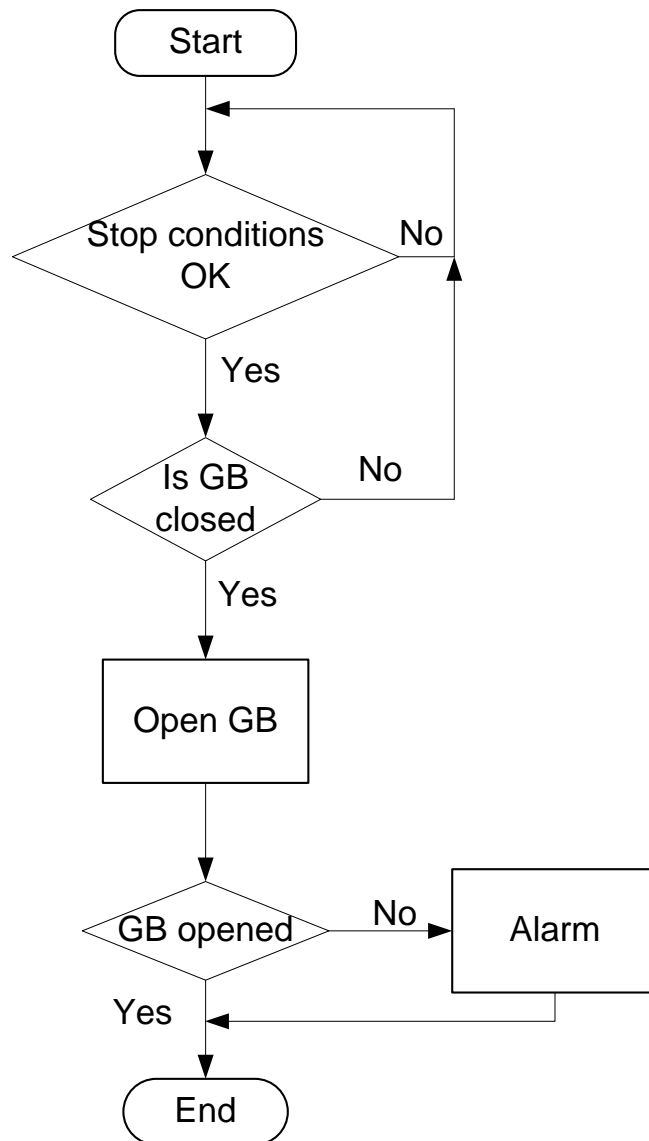 Start
Stop conditions
OK
No
Yes
Is GB
closed
No
Yes
Open GB
GB opened
No
Alarm
Yes
End